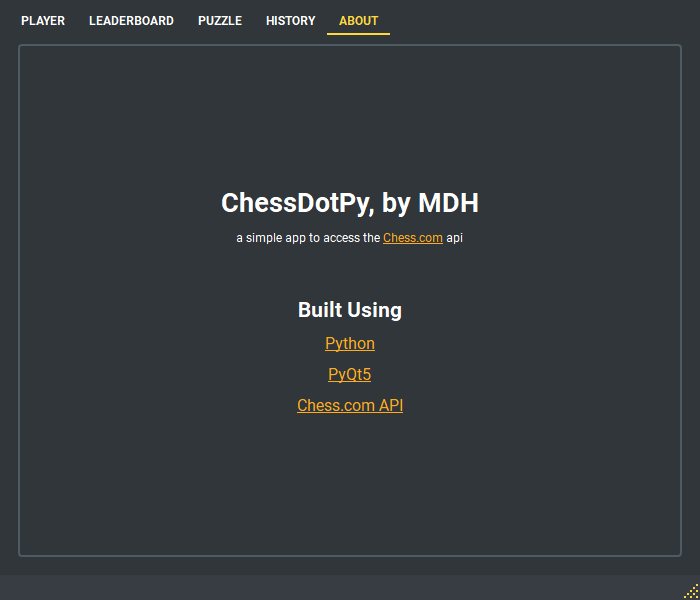 PLAYER LEADERBOARD PUZZLE HISTORY ABOUT
ChessDotPy, by MDH
a simple app to access the Chess.com api
Built Using
Python
PyQt5
Chess.com API